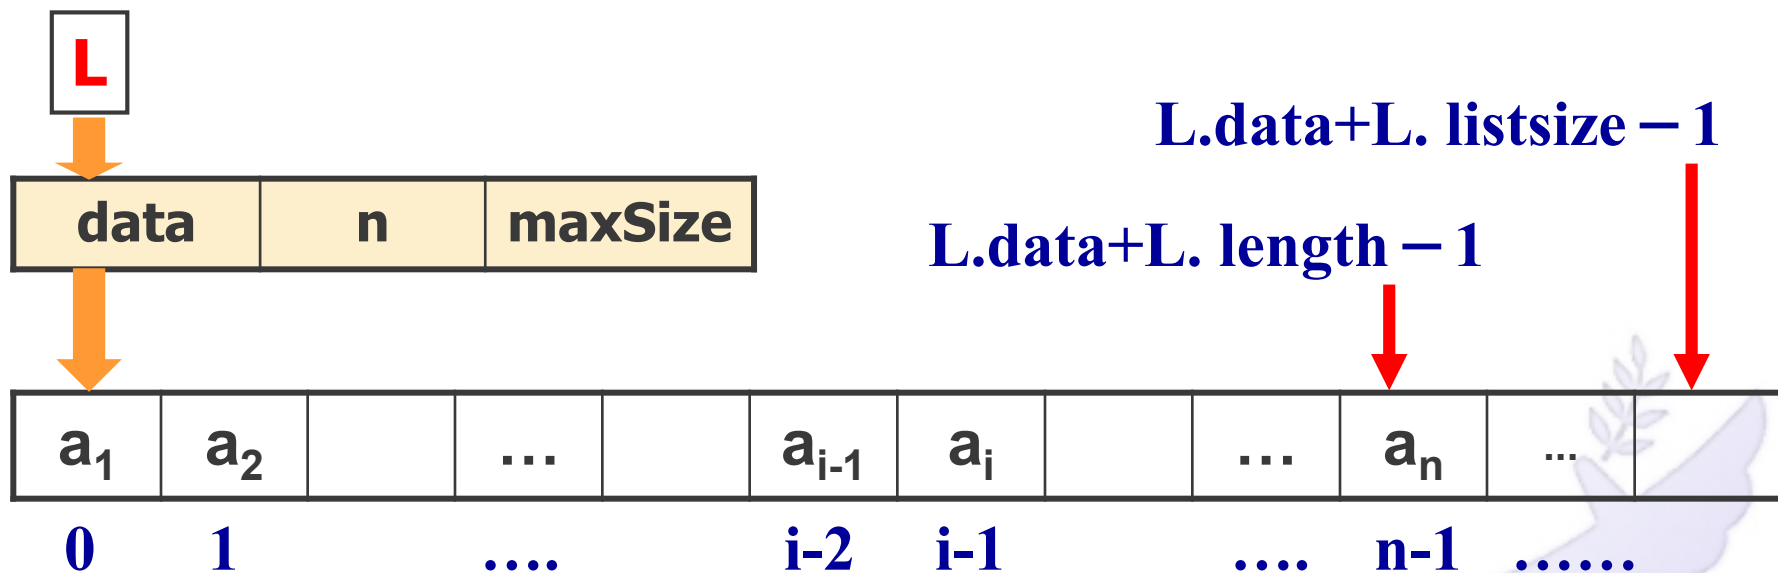 L
L.data+L. listsize – 1
data n maxSize
L.data+L. length – 1
a₁ a₂ ... aᵢ₋₁ aᵢ ... aₙ ...
0 1 .... i-2 i-1 .... n-1 ......